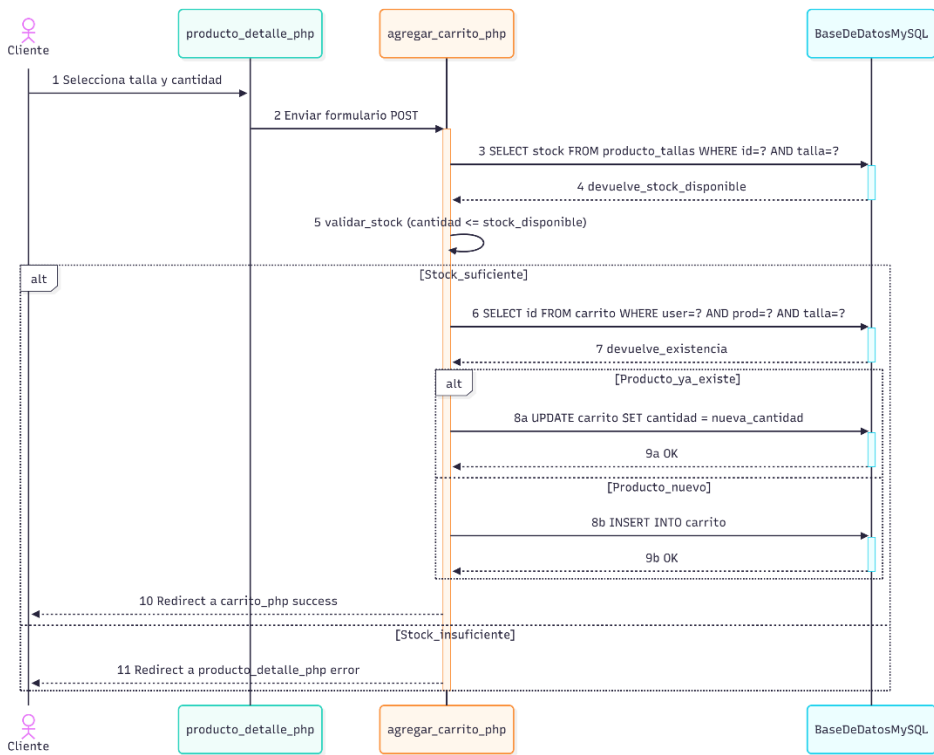 Cliente
producto_detalle_php
agregar_carrito_php
BaseDeDatosMySQL
1 Selecciona talla y cantidad
2 Enviar formulario POST
3 SELECT stock FROM producto_tallas WHERE id=? AND talla=?
4 devuelve_stock_disponible
5 validar_stock (cantidad <= stock_disponible)
alt
[Stock_suficiente]
6 SELECT id FROM carrito WHERE user=? AND prod=? AND talla=?
7 devuelve_existencia
alt
[Producto_ya_existe]
8a UPDATE carrito SET cantidad = nueva_cantidad
9a OK
[Producto_nuevo]
8b INSERT INTO carrito
9b OK
10 Redirect a carrito_php success
[Stock_insuficiente]
11 Redirect a producto_detalle_php error
Cliente
producto_detalle_php
agregar_carrito_php
BaseDeDatosMySQL